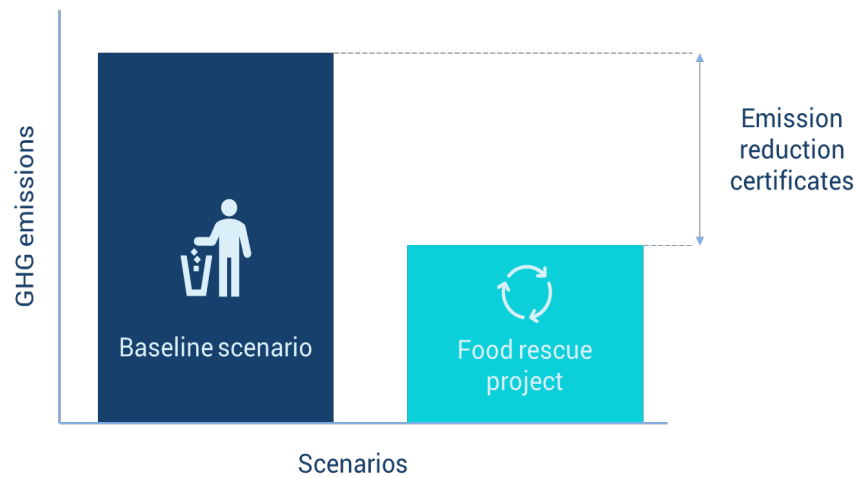 GHG emissions
Baseline scenario
Food rescue
project
Emission
reduction
certificates
Scenarios